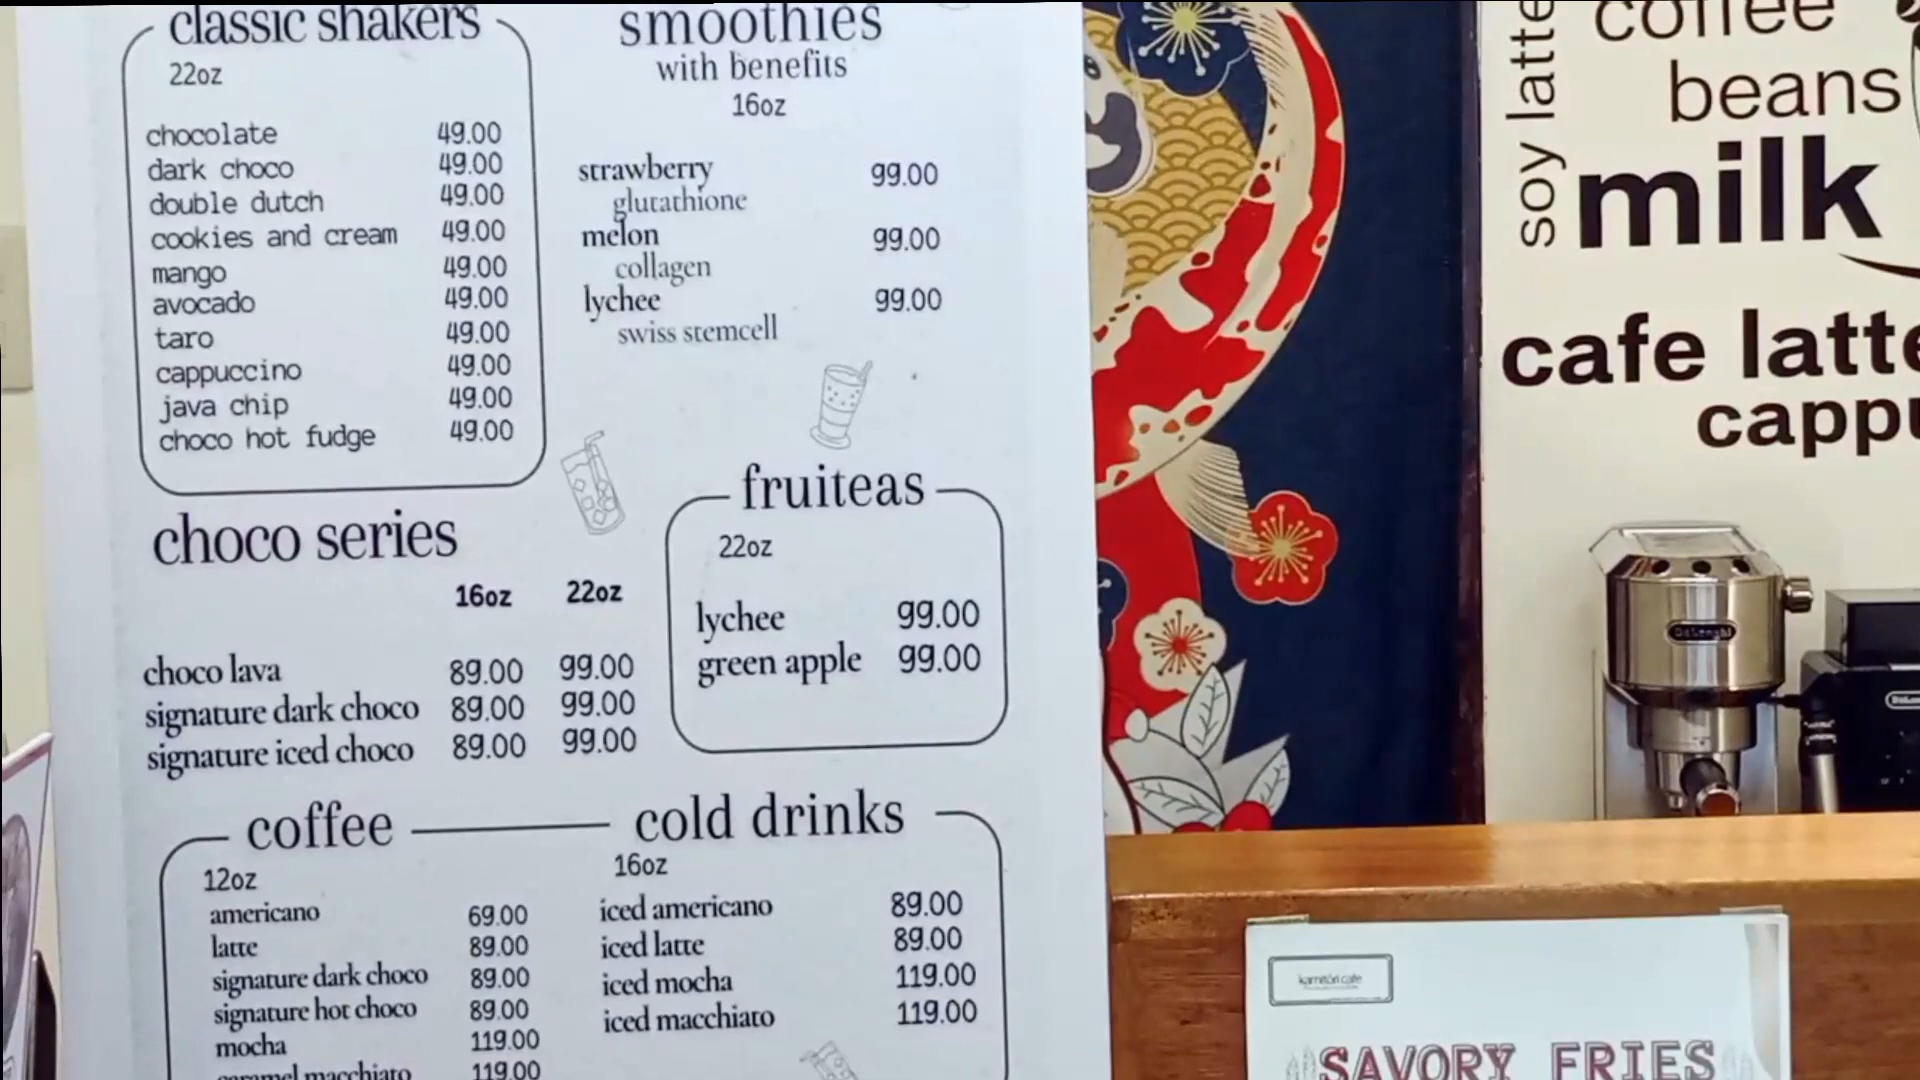 classic shakers
22oz
chocolate 49.00
dark choco 49.00
double dutch 49.00
cookies and cream 49.00
mango 49.00
avocado 49.00
taro 49.00
cappuccino 49.00
java chip 49.00
choco hot fudge 49.00
smoothies
with benefits
16oz
strawberry 99.00
glutathione
melon 99.00
collagen
lychee 99.00
swiss stemcell
choco series
16oz 22oz
choco lava 89.00 99.00
signature dark choco 89.00 99.00
signature iced choco 89.00 99.00
fruiteas
22oz
lychee 99.00
green apple 99.00
coffee
12oz
americano 69.00
latte 89.00
signature dark choco 89.00
signature hot choco 89.00
mocha 119.00
caramel macchiato 119.00
cold drinks
16oz
iced americano 89.00
iced latte 89.00
iced mocha 119.00
iced macchiato 119.00
soy latte
coffee
beans
milk
cafe latte
cappu
DeLonghi
kamitori cafe
SAVORY FRIES